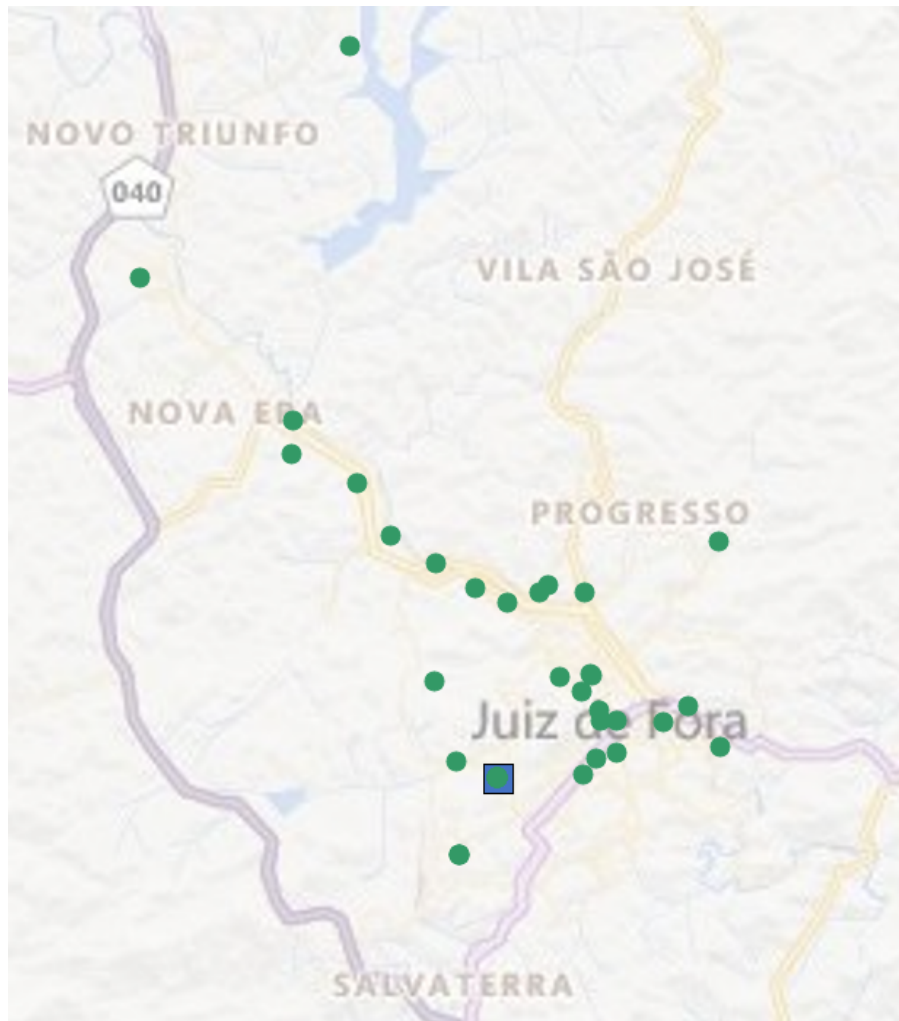 NOVO TRIUNFO
040
VILA SÃO JOSÉ
NOVA ERA
PROGRESSO
Juiz de Fora
SALVATERRA